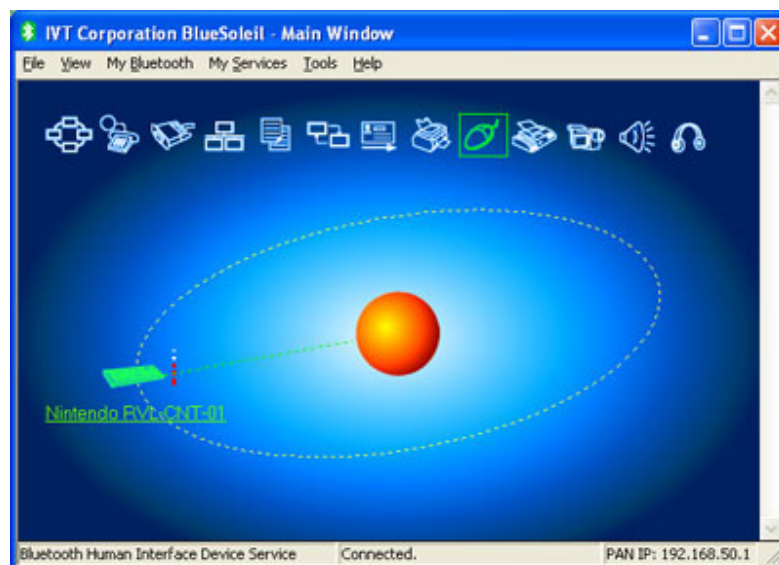 IVT Corporation BlueSoleil - Main Window
File View My Bluetooth My Services Tools Help
Nintendo RVL-CNT-01
Bluetooth Human Interface Device Service Connected. PAN IP: 192.168.50.1